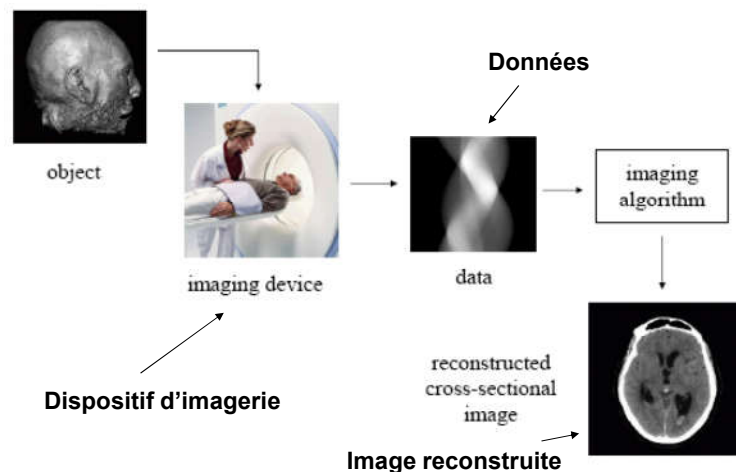 Données
object
imaging
algorithm
imaging device
data
Dispositif d’imagerie
reconstructed
cross-sectional
image
Image reconstruite